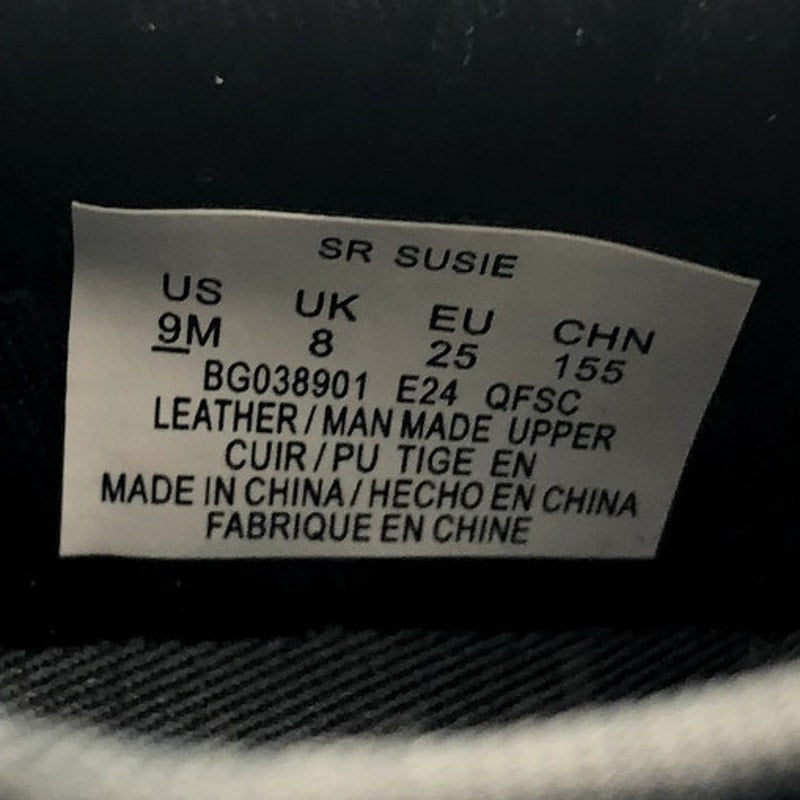 SR SUSIE
US UK EU CHN
9M 8 25 155
BG038901 E24 QFSC
LEATHER/MAN MADE UPPER
CUIR/PU TIGE EN
MADE IN CHINA/HECHO EN CHINA
FABRIQUE EN CHINE